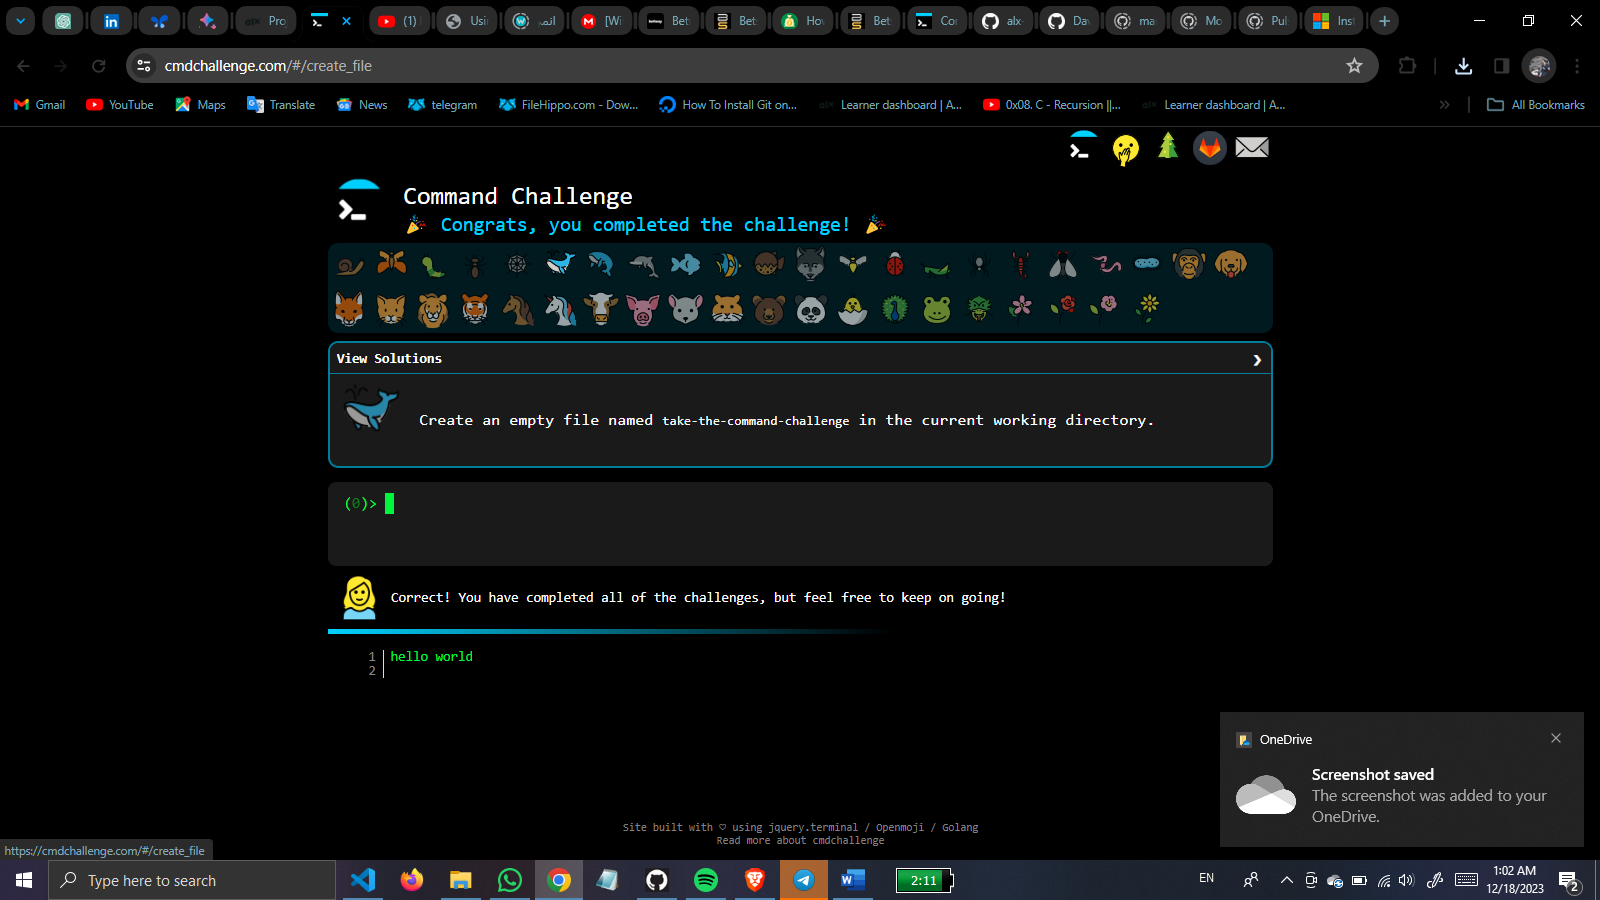 Pro
(1)
Usin
[Wi
Bet
Bet
Hov
Bet
Cor
alx-
Da
ma
Mo
Pul
Inst
cmdchallenge.com/#/create_file
Gmail
YouTube
Maps
Translate
News
telegram
FileHippo.com - Dow...
How To Install Git on...
Learner dashboard | A...
0x08. C - Recursion ||...
Learner dashboard | A...
All Bookmarks
Command Challenge
Congrats, you completed the challenge!
View Solutions
Create an empty file named take-the-command-challenge in the current working directory.
(0)>
Correct! You have completed all of the challenges, but feel free to keep on going!
1 hello world
2
OneDrive
Screenshot saved
The screenshot was added to your
OneDrive.
Site built with ♡ using jquery.terminal / Openmoji / Golang
Read more about cmdchallenge
https://cmdchallenge.com/#/create_file
Type here to search
2:11
EN
1:02 AM
12/18/2023
2